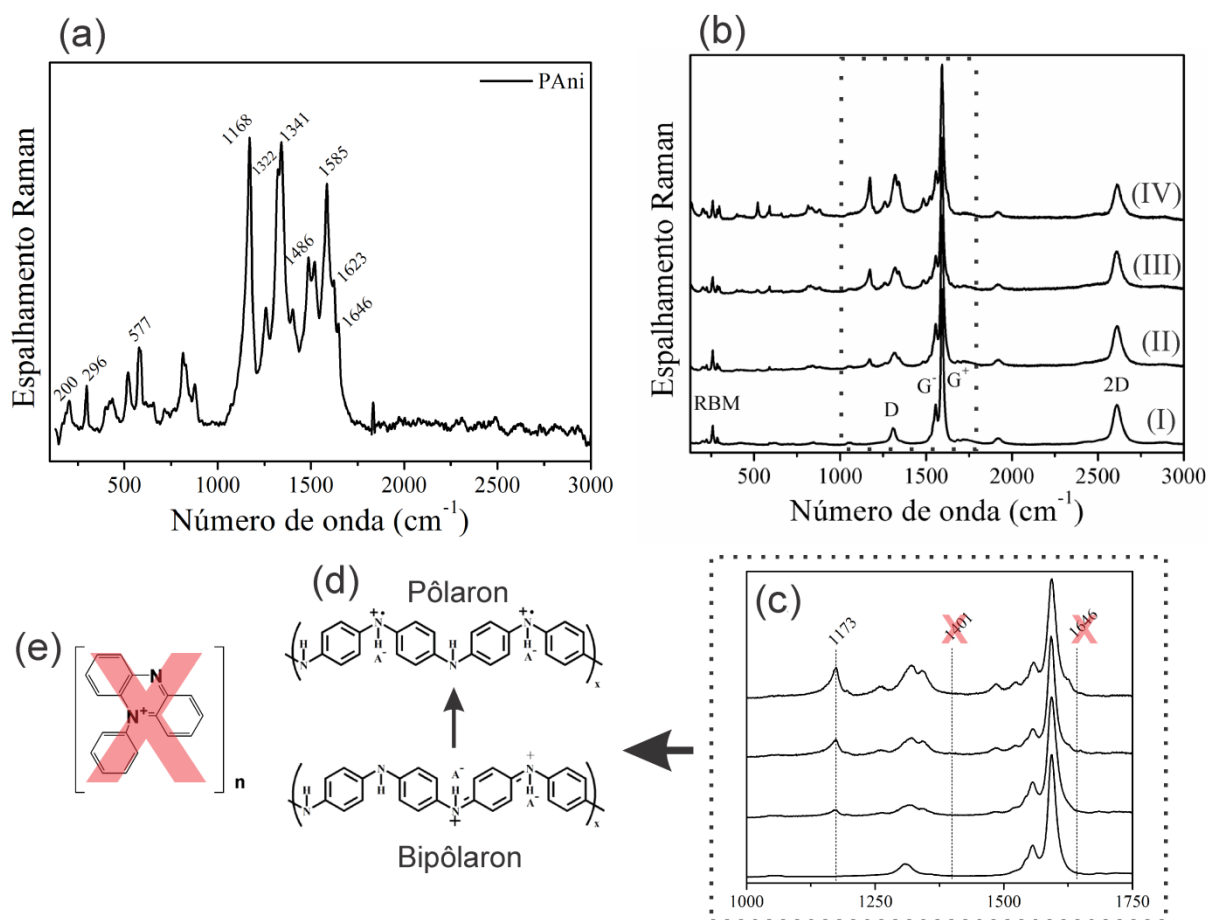 (a)
PAni
Espalhamento Raman
200
296
577
1168
1322
1341
1486
1585
1623
1646
500 1000 1500 2000 2500 3000
Número de onda (cm⁻¹)
(b)
Espalhamento Raman
(IV)
(III)
(II)
(I)
RBM
D
G⁻
G⁺
2D
500 1000 1500 2000 2500 3000
Número de onda (cm⁻¹)
(c)
1173
1401
X
1646
X
1000 1250 1500 1750
(d)
Pôlaron
N H
N H A⁻ +•
N H
N H A⁻ +•
x
Bipôlaron
N H
N H
A⁻ H N +
+ N H A⁻
x
(e)
N
N⁺
n